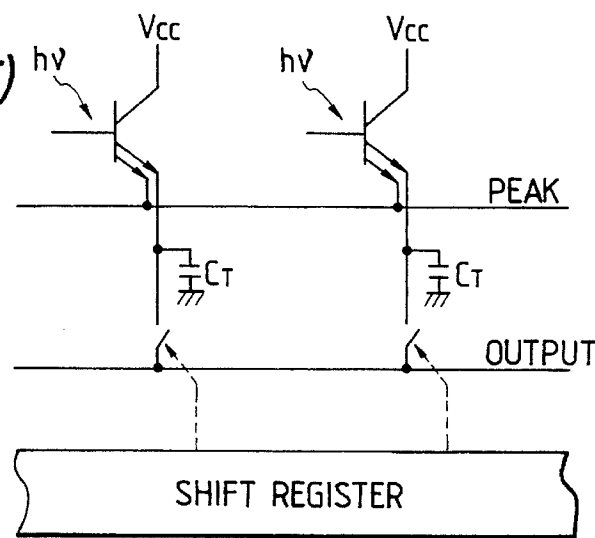 Vcc Vcc
hν hν
PEAK
CT CT
OUTPUT
SHIFT REGISTER